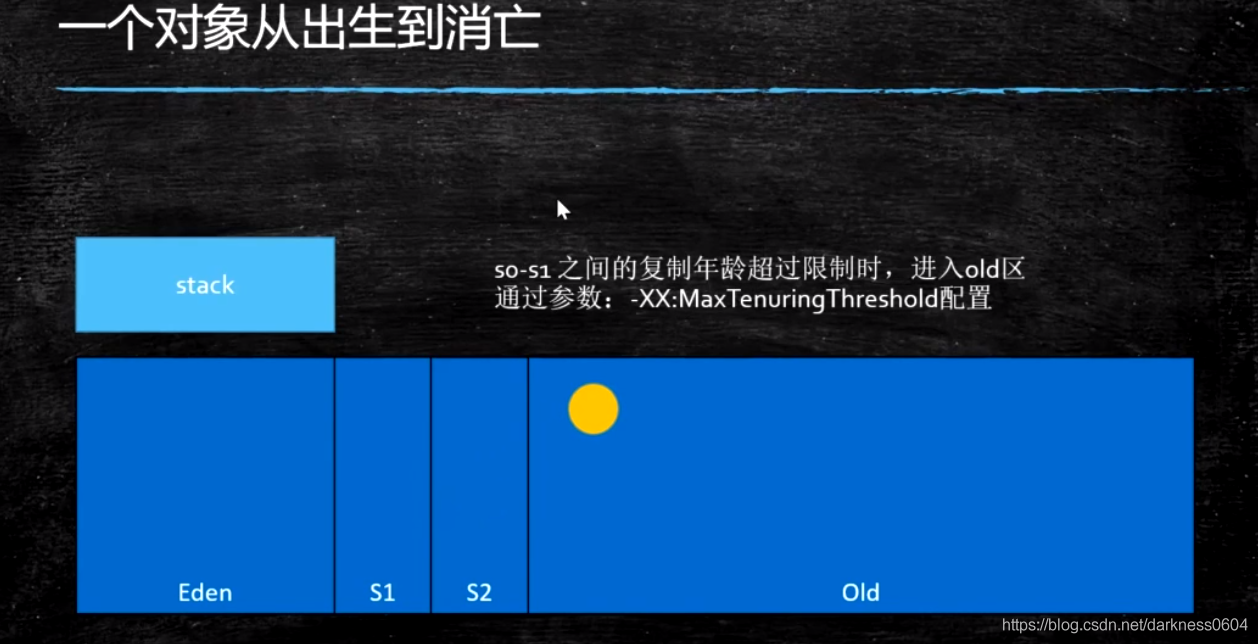 一个对象从出生到消亡
stack
s0-s1 之间的复制年龄超过限制时，进入old区
通过参数：-XX:MaxTenuringThreshold配置
Eden
S1
S2
Old
https://blog.csdn.net/darkness0604